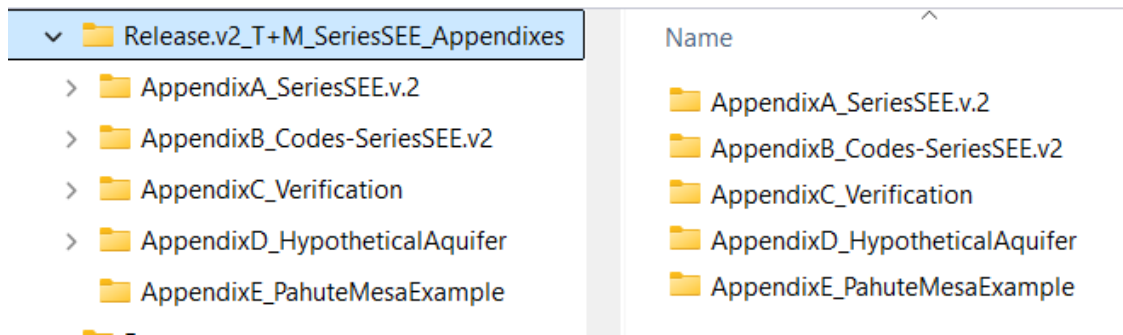 Release.v2_T+M_SeriesSEE_Appendixes
AppendixA_SeriesSEE.v.2
AppendixB_Codes-SeriesSEE.v2
AppendixC_Verification
AppendixD_HypotheticalAquifer
AppendixE_PahuteMesaExample
Name
AppendixA_SeriesSEE.v.2
AppendixB_Codes-SeriesSEE.v2
AppendixC_Verification
AppendixD_HypotheticalAquifer
AppendixE_PahuteMesaExample